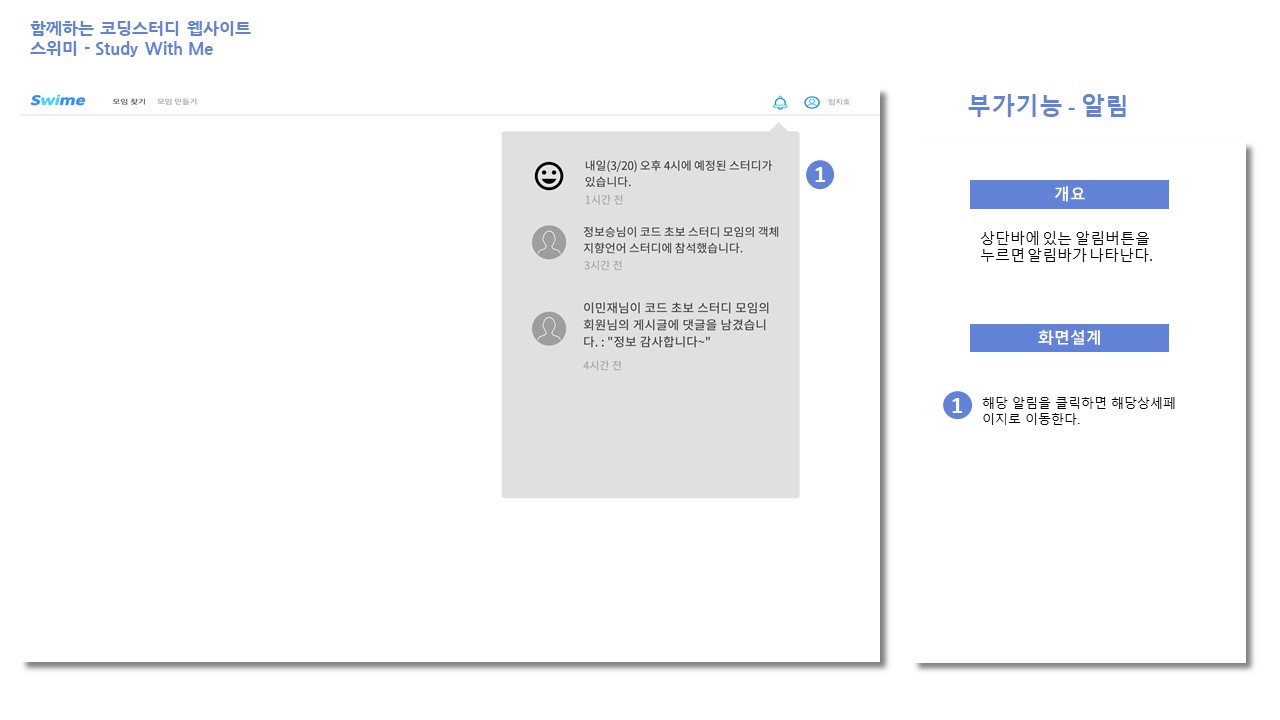 함께하는 코딩스터디 웹사이트
스위미 - Study With Me
Swime 모임 찾기 모임 만들기 임지호
내일(3/20) 오후 4시에 예정된 스터디가
있습니다.
1시간 전
1
정보승님이 코드 초보 스터디 모임의 객체
지향언어 스터디에 참석했습니다.
3시간 전
이민재님이 코드 초보 스터디 모임의
회원님의 게시글에 댓글을 남겼습니
다. : "정보 감사합니다~"
4시간 전
부가기능 - 알림
개요
상단바에 있는 알림버튼을
누르면 알림바가 나타난다.
화면설계
1 해당 알림을 클릭하면 해당상세페
이지로 이동한다.